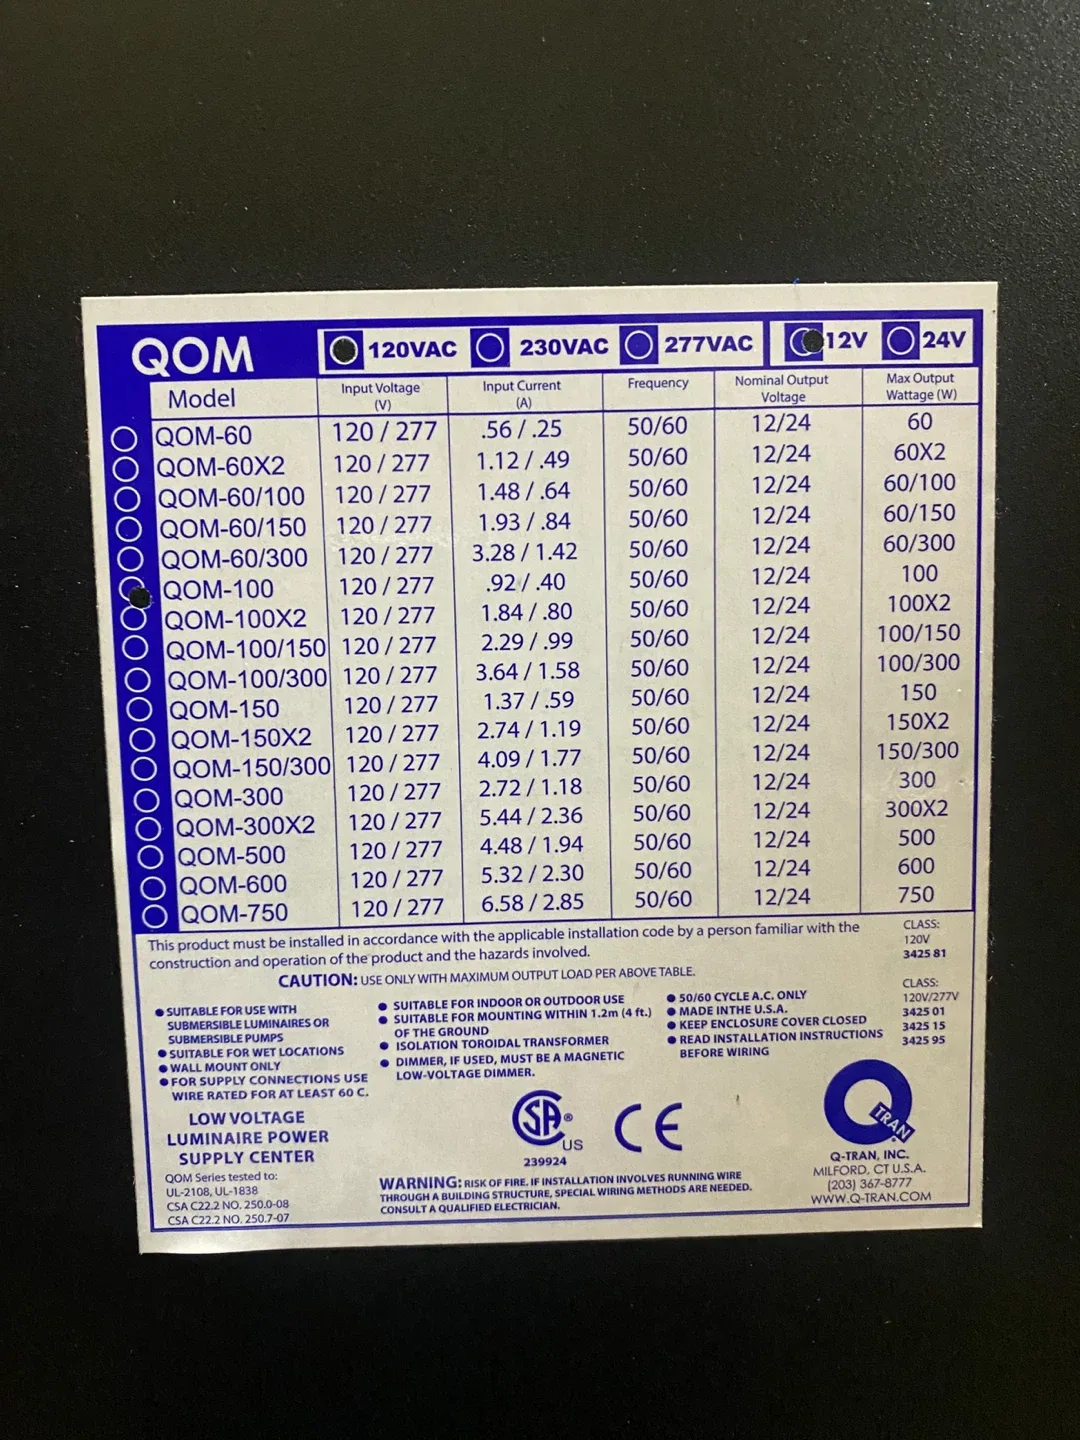 QOM 120VAC 230VAC 277VAC 12V 24V
Model Input Voltage (V) Input Current (A) Frequency Nominal Output Voltage Max Output Wattage (W)
QOM-60 120 / 277 .56 / .25 50/60 12/24 60
QOM-60X2 120 / 277 1.12 / .49 50/60 12/24 60X2
QOM-60/100 120 / 277 1.48 / .64 50/60 12/24 60/100
QOM-60/150 120 / 277 1.93 / .84 50/60 12/24 60/150
QOM-60/300 120 / 277 3.28 / 1.42 50/60 12/24 60/300
QOM-100 120 / 277 .92 / .40 50/60 12/24 100
QOM-100X2 120 / 277 1.84 / .80 50/60 12/24 100X2
QOM-100/150 120 / 277 2.29 / .99 50/60 12/24 100/150
QOM-100/300 120 / 277 3.64 / 1.58 50/60 12/24 100/300
QOM-150 120 / 277 1.37 / .59 50/60 12/24 150
QOM-150X2 120 / 277 2.74 / 1.19 50/60 12/24 150X2
QOM-150/300 120 / 277 4.09 / 1.77 50/60 12/24 150/300
QOM-300 120 / 277 2.72 / 1.18 50/60 12/24 300
QOM-300X2 120 / 277 5.44 / 2.36 50/60 12/24 300X2
QOM-500 120 / 277 4.48 / 1.94 50/60 12/24 500
QOM-600 120 / 277 5.32 / 2.30 50/60 12/24 600
QOM-750 120 / 277 6.58 / 2.85 50/60 12/24 750
This product must be installed in accordance with the applicable installation code by a person familiar with the
construction and operation of the product and the hazards involved.
CAUTION: USE ONLY WITH MAXIMUM OUTPUT LOAD PER ABOVE TABLE.
CLASS:
120V
3425 81
CLASS:
120V/277V
3425 01
3425 15
3425 95
● SUITABLE FOR USE WITH
SUBMERSIBLE LUMINAIRES OR
SUBMERSIBLE PUMPS
● SUITABLE FOR WET LOCATIONS
● WALL MOUNT ONLY
● FOR SUPPLY CONNECTIONS USE
WIRE RATED FOR AT LEAST 60 C.
● SUITABLE FOR INDOOR OR OUTDOOR USE
● SUITABLE FOR MOUNTING WITHIN 1.2m (4 ft.)
OF THE GROUND
● ISOLATION TOROIDAL TRANSFORMER
● DIMMER, IF USED, MUST BE A MAGNETIC
LOW-VOLTAGE DIMMER.
● 50/60 CYCLE A.C. ONLY
● MADE INTHE U.S.A.
● KEEP ENCLOSURE COVER CLOSED
● READ INSTALLATION INSTRUCTIONS
BEFORE WIRING
LOW VOLTAGE
LUMINAIRE POWER
SUPPLY CENTER
QOM Series tested to:
UL-2108, UL-1838
CSA C22.2 NO. 250.0-08
CSA C22.2 NO. 250.7-07
SA ® US
239924
CE
WARNING: RISK OF FIRE. IF INSTALLATION INVOLVES RUNNING WIRE
THROUGH A BUILDING STRUCTURE, SPECIAL WIRING METHODS ARE NEEDED.
CONSULT A QUALIFIED ELECTRICIAN.
Q TRAN
Q-TRAN, INC.
MILFORD, CT U.S.A.
(203) 367-8777
WWW.Q-TRAN.COM